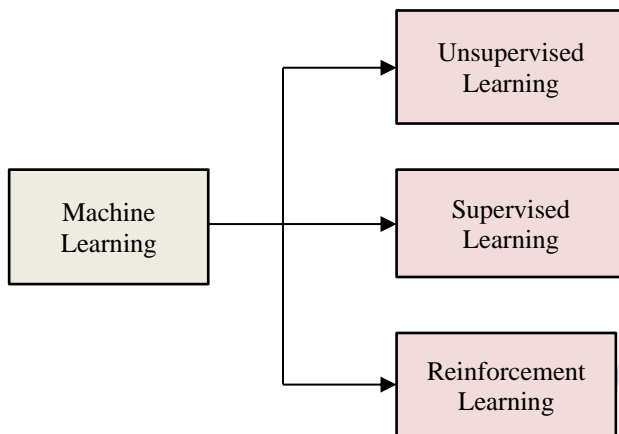 Unsupervised
Learning
Machine
Learning
Supervised
Learning
Reinforcement
Learning